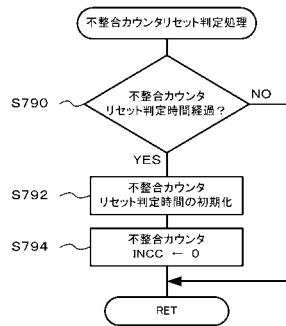 不整合カウンタリセット判定処理
S790
不整合カウンタ
リセット判定時間経過？
NO
YES
S792
不整合カウンタ
リセット判定時間の初期化
S794
不整合カウンタ
INCC ← 0
RET